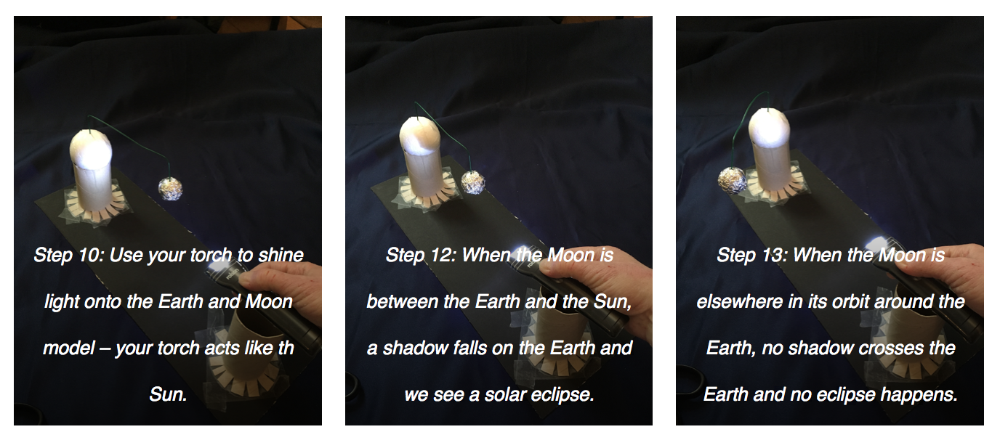 Step 10: Use your torch to shine
light onto the Earth and Moon
model – your torch acts like th
Sun.
Step 12: When the Moon is
between the Earth and the Sun,
a shadow falls on the Earth and
we see a solar eclipse.
Step 13: When the Moon is
elsewhere in its orbit around the
Earth, no shadow crosses the
Earth and no eclipse happens.